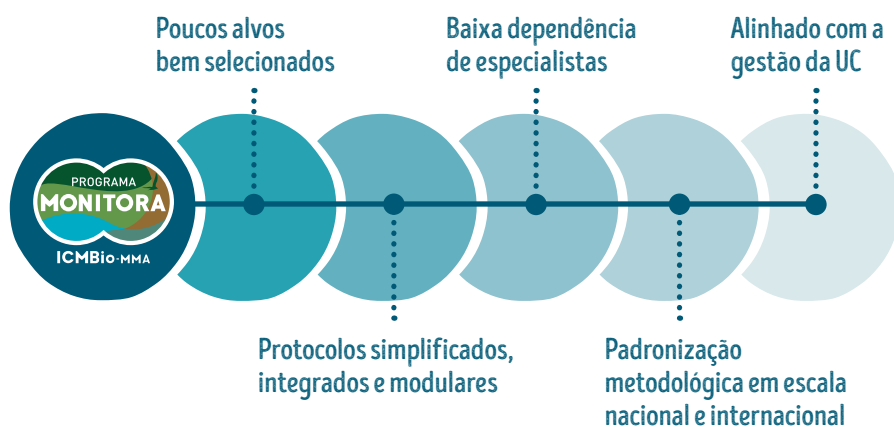 Poucos alvos
bem selecionados
Baixa dependência
de especialistas
Alinhado com a
gestão da UC
PROGRAMA
MONITORA
ICMBio·MMA
Protocolos simplificados,
integrados e modulares
Padronização
metodológica em escala
nacional e internacional